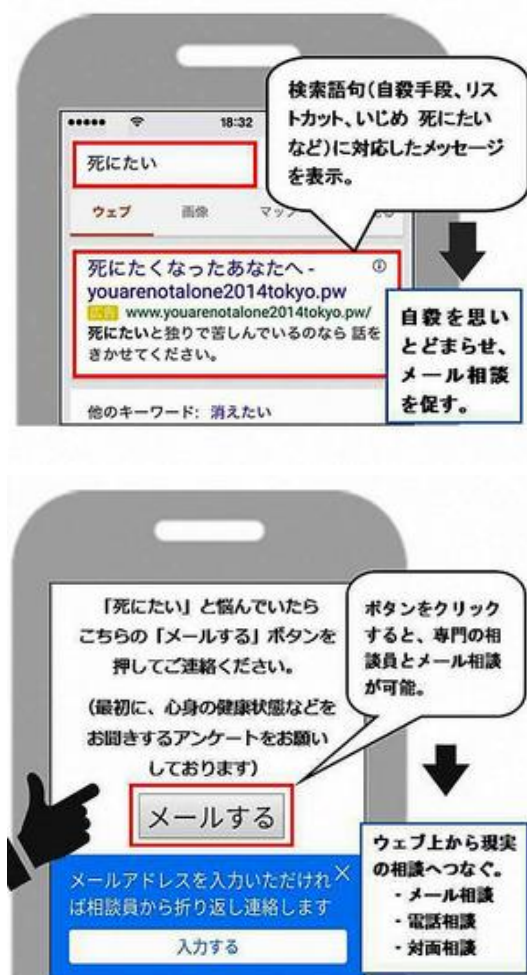 検索語句(自殺手段、リス
トカット、いじめ 死にたい
など)に対応したメッセージ
を表示。
18:32
死にたい
ウェブ 画像 マップ
死にたくなったあなたへ -
youarenotalone2014tokyo.pw
広告 www.youarenotalone2014tokyo.pw/
死にたいと独りで苦しんでいるのなら 話を
きかせてください。
他のキーワード: 消えたい
自殺を思い
とどまらせ、
メール相談
を促す。
「死にたい」と悩んでいたら
こちらの「メールする」ボタンを
押してご連絡ください。
(最初に、心身の健康状態などを
お聞きするアンケートをお願い
しております)
メールする
ボタンをクリック
すると、専門の相
談員とメール相談
が可能。
メールアドレスを入力いただけれ
ば相談員から折り返し連絡します
入力する
ウェブ上から現実
の相談へつなぐ。
・メール相談
・電話相談
・対面相談